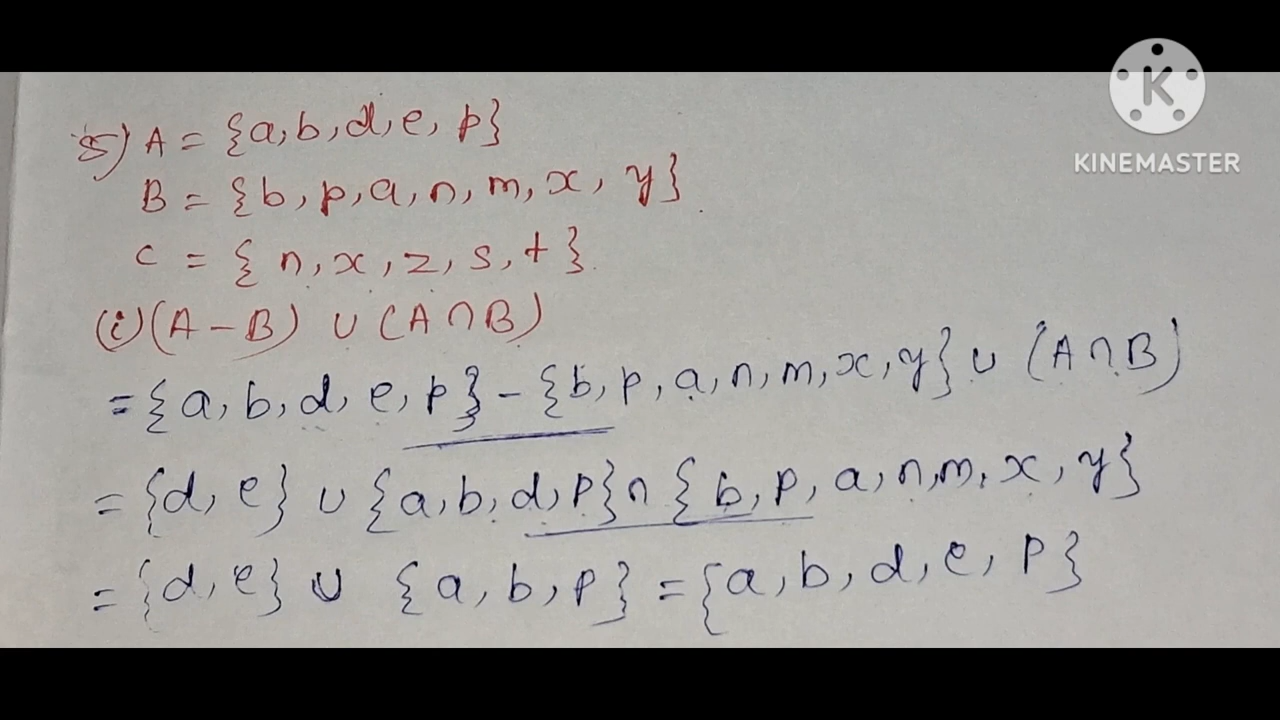 5) A = {a, b, d, e, p}
B = {b, p, a, n, m, x, y}
C = {n, x, z, s, t}
(i) (A - B) ∪ (A ∩ B)
= {a, b, d, e, p} - {b, p, a, n, m, x, y} ∪ (A ∩ B)
= {d, e} ∪ {a, b, d, p} ∩ {b, p, a, n, m, x, y}
= {d, e} ∪ {a, b, p} = {a, b, d, e, p}
K
KINEMASTER